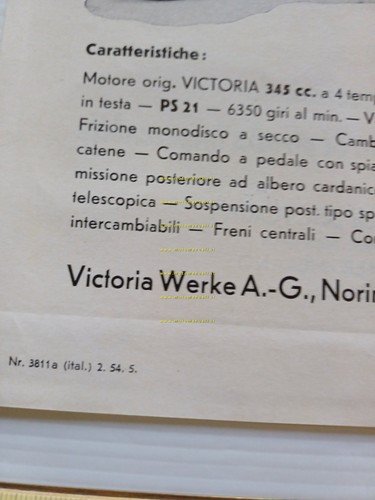 Caratteristiche:
Motore orig. VICTORIA 345 cc. a 4 temp
in testa — PS 21 — 6350 giri al min. — V
Frizione monodisco a secco — Camb
catene — Comando a pedale con spia
missione posteriore ad albero cardanic
telescopica — Sospensione post. tipo sp
intercambiabili — Freni centrali — Co
Victoria Werke A.-G., Norim
Nr. 3811a (ital.) 2. 54. 5.